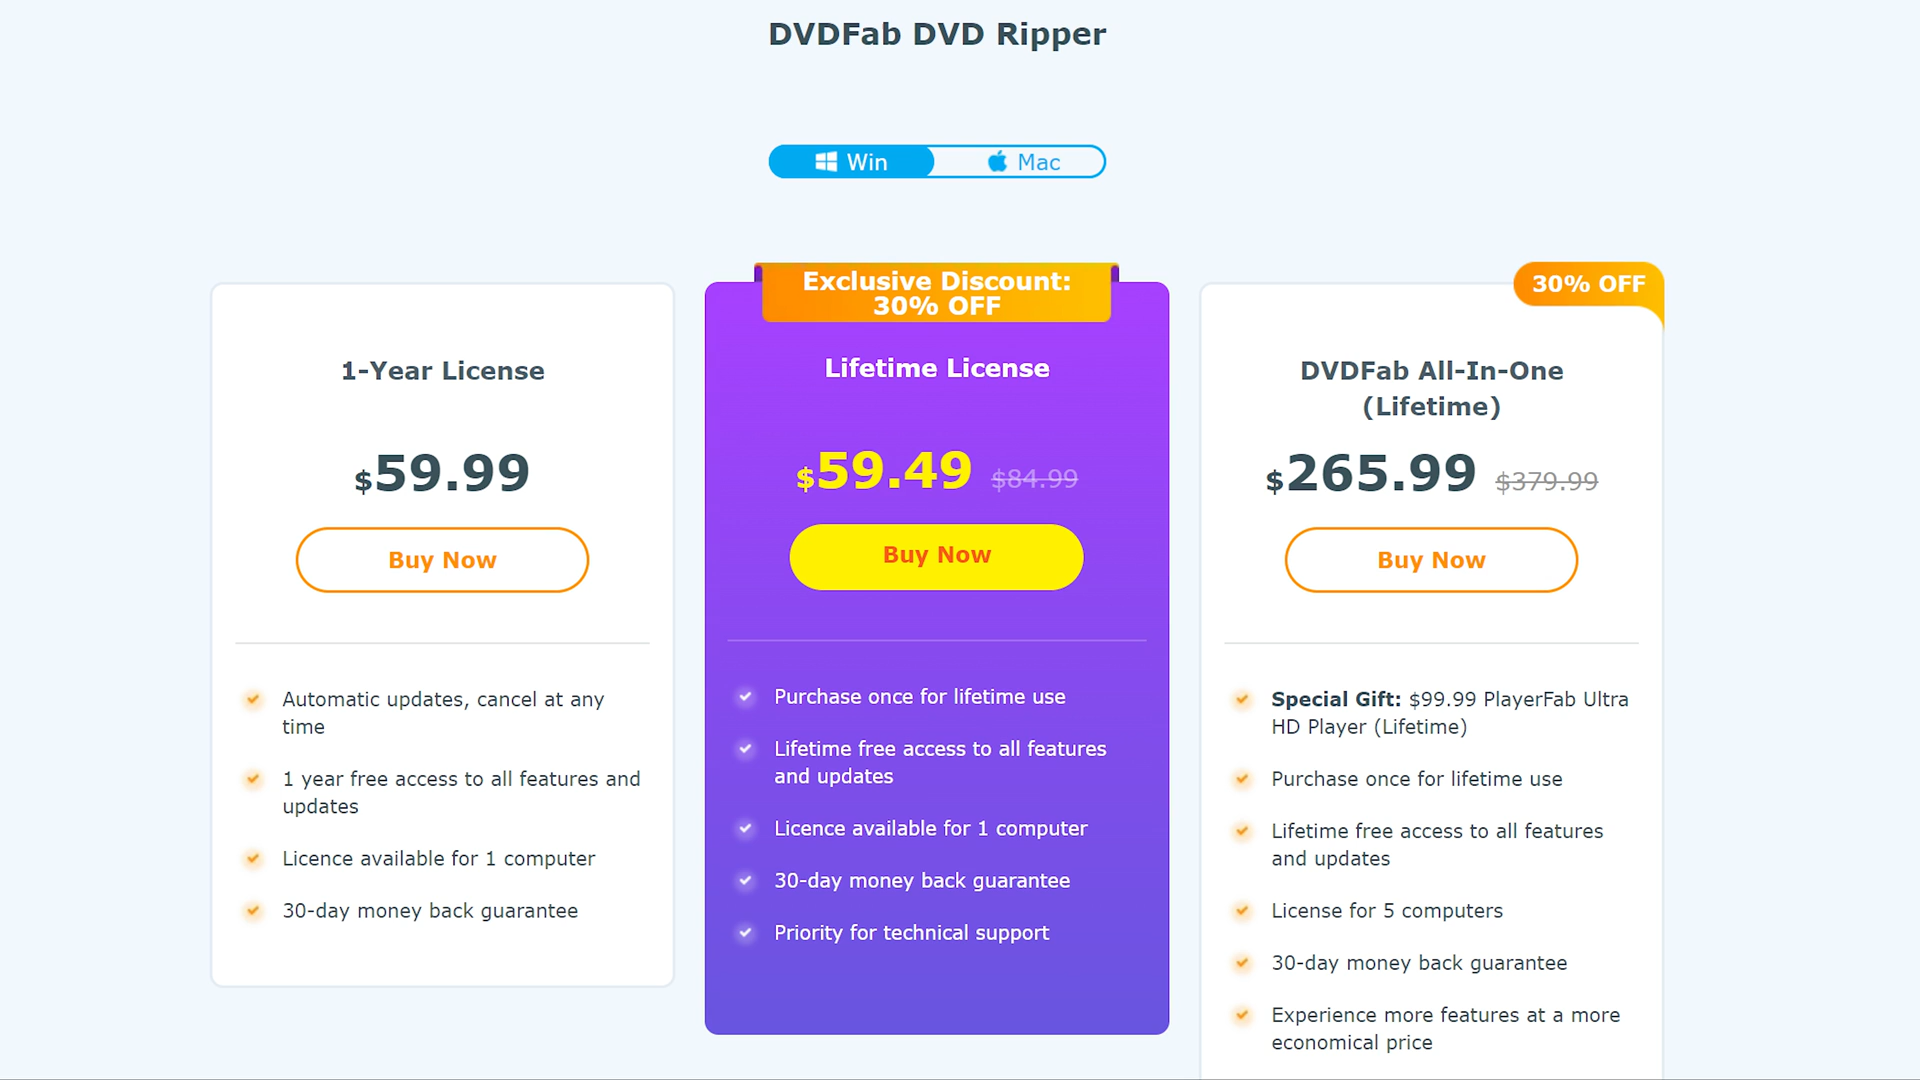 DVDFab DVD Ripper
Win
Mac
1-Year License
$59.99
Buy Now
Automatic updates, cancel at any
time
1 year free access to all features and
updates
Licence available for 1 computer
30-day money back guarantee
Exclusive Discount:
30% OFF
Lifetime License
$59.49 $84.99
Buy Now
Purchase once for lifetime use
Lifetime free access to all features
and updates
Licence available for 1 computer
30-day money back guarantee
Priority for technical support
30% OFF
DVDFab All-In-One
(Lifetime)
$265.99 $379.99
Buy Now
Special Gift: $99.99 PlayerFab Ultra
HD Player (Lifetime)
Purchase once for lifetime use
Lifetime free access to all features
and updates
License for 5 computers
30-day money back guarantee
Experience more features at a more
economical price